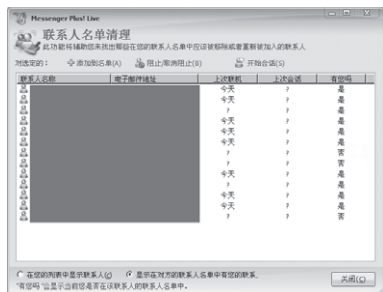 Messenger Plus! Live
联系人名单清理
此功能将辅助您来找出哪些在您的联系人名单中应该被移除或者重新被加入的联系人
对选定的： 添加到名单(A) 阻止/取消阻止(B) 开始会话(S)
联系人名称 电子邮件地址 上次联机 上次会话 有您吗
今天 ? 是
今天 ? 是
? ? 是
今天 ? 是
今天 ? 是
今天 ? 是
? ? 否
? ? 否
今天 ? 是
? ? 是
今天 ? 是
今天 ? 是
? ? 否
在您的列表中显示联系人(C) 显示在对方的联系人名单中有您的联系.
"有您吗"会显示当前您是否在该联系人的联系人名单中。
关闭(C)